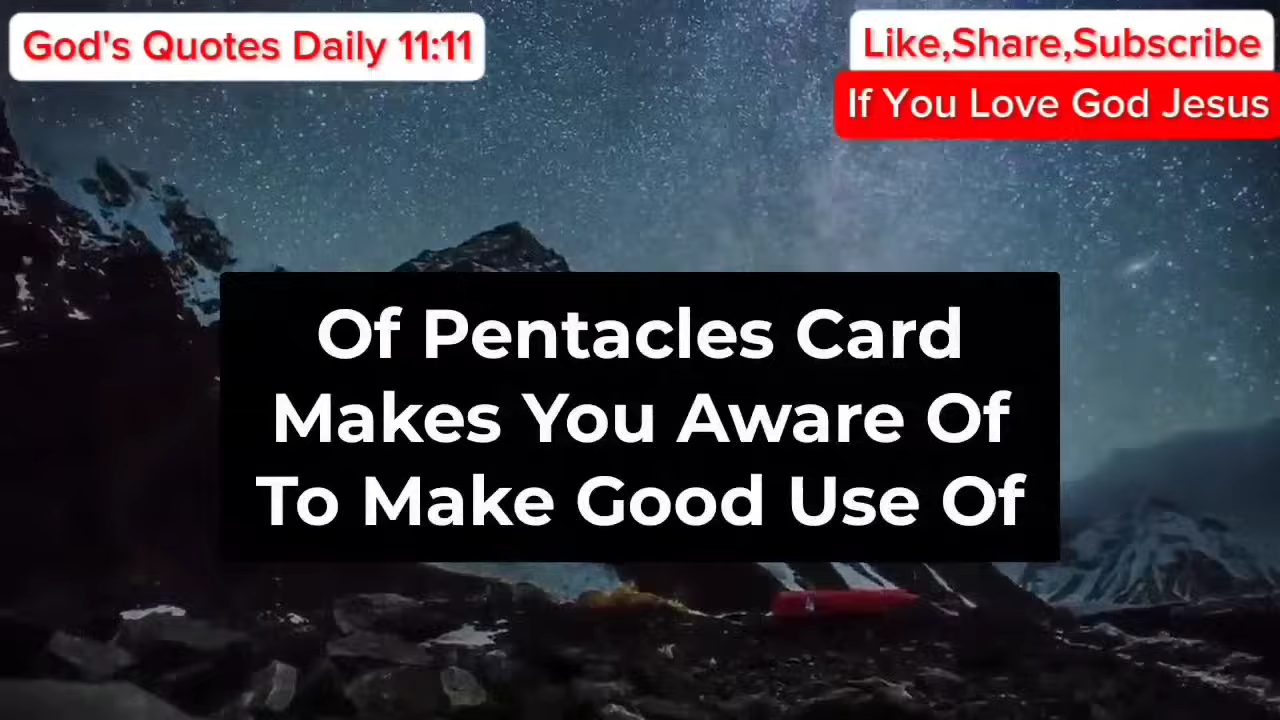 God's Quotes Daily 11:11
Like,Share,Subscribe
If You Love God Jesus
Of Pentacles Card
Makes You Aware Of
To Make Good Use Of